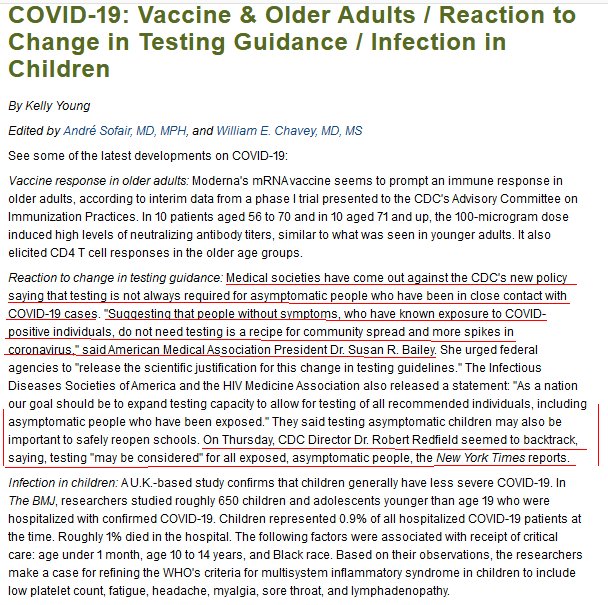 COVID-19: Vaccine & Older Adults / Reaction to
Change in Testing Guidance / Infection in
Children
By Kelly Young
Edited by André Sofair, MD, MPH, and William E. Chavey, MD, MS
See some of the latest developments on COVID-19:
Vaccine response in older adults: Moderna's mRNA vaccine seems to prompt an immune response in
older adults, according to interim data from a phase I trial presented to the CDC's Advisory Committee on
Immunization Practices. In 10 patients aged 56 to 70 and in 10 aged 71 and up, the 100-microgram dose
induced high levels of neutralizing antibody titers, similar to what was seen in younger adults. It also
elicited CD4 T cell responses in the older age groups.
Reaction to change in testing guidance: Medical societies have come out against the CDC's new policy
saying that testing is not always required for asymptomatic people who have been in close contact with
COVID-19 cases. "Suggesting that people without symptoms, who have known exposure to COVID-
positive individuals, do not need testing is a recipe for community spread and more spikes in
coronavirus," said American Medical Association President Dr. Susan R. Bailey. She urged federal
agencies to "release the scientific justification for this change in testing guidelines." The Infectious
Diseases Societies of America and the HIV Medicine Association also released a statement: "As a nation
our goal should be to expand testing capacity to allow for testing of all recommended individuals, including
asymptomatic people who have been exposed." They said testing asymptomatic children may also be
important to safely reopen schools. On Thursday, CDC Director Dr. Robert Redfield seemed to backtrack,
saying, testing "may be considered" for all exposed, asymptomatic people, the New York Times reports.
Infection in children: A U.K.-based study confirms that children generally have less severe COVID-19. In
The BMJ, researchers studied roughly 650 children and adolescents younger than age 19 who were
hospitalized with confirmed COVID-19. Children represented 0.9% of all hospitalized COVID-19 patients at
the time. Roughly 1% died in the hospital. The following factors were associated with receipt of critical
care: age under 1 month, age 10 to 14 years, and Black race. Based on their observations, the researchers
make a case for refining the WHO's criteria for multisystem inflammatory syndrome in children to include
low platelet count, fatigue, headache, myalgia, sore throat, and lymphadenopathy.